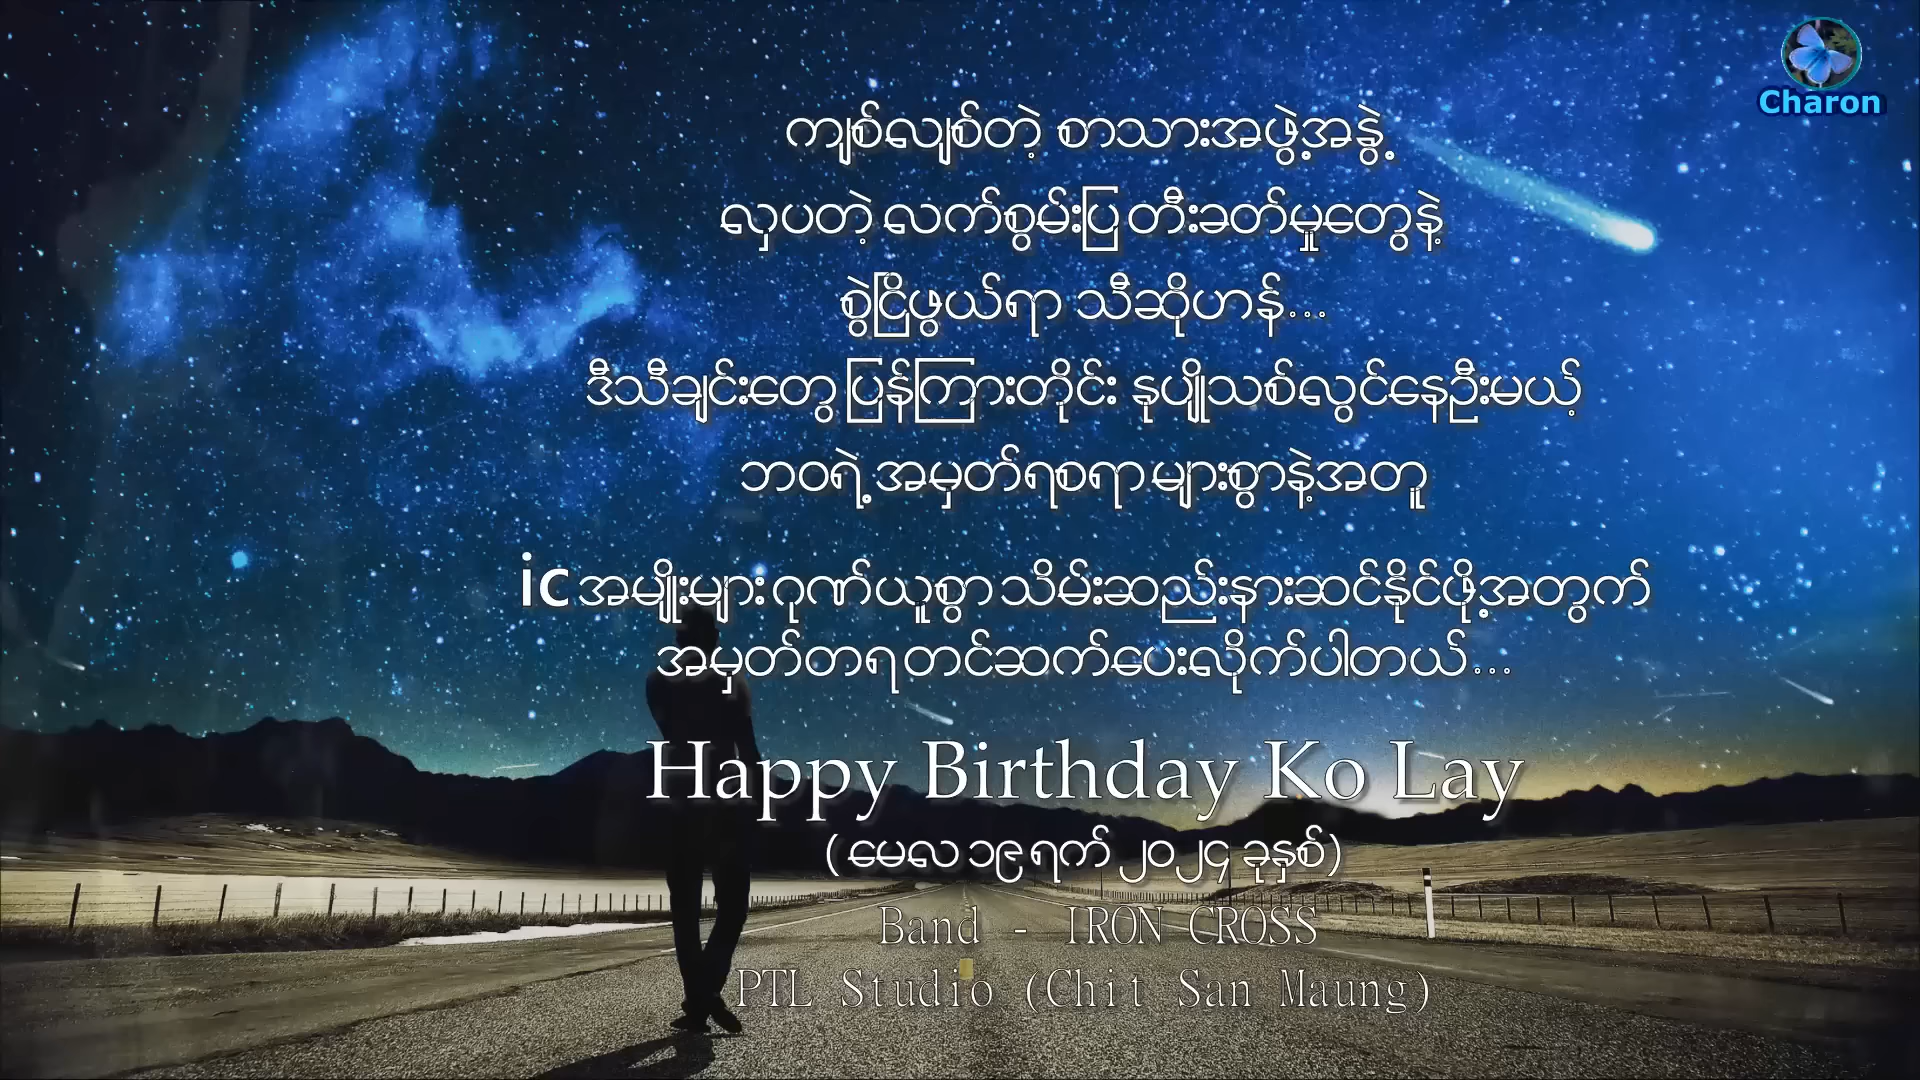 Charon
ကျစ်လျစ်တဲ့ စာသားအဖွဲ့အနွဲ့
လှပတဲ့ လက်စွမ်းပြ တီးခတ်မှုတွေနဲ့
စွဲငြိဖွယ်ရာ သီဆိုဟန်...
ဒီသီချင်းတွေ ပြန်ကြားတိုင်း နုပျိုသစ်လွင်နေဦးမယ့်
ဘဝရဲ့ အမှတ်ရစရာ များစွာနဲ့အတူ
ic အမျိုးများ ဂုဏ်ယူစွာ သိမ်းဆည်းနားဆင်နိုင်ဖို့အတွက်
အမှတ်တရ တင်ဆက်ပေးလိုက်ပါတယ်...
Happy Birthday Ko Lay
( မေလ ၁၉ ရက် ၂၀၂၄ ခုနှစ်)
Band - IRON CROSS
PTL Studio (Chit San Maung)